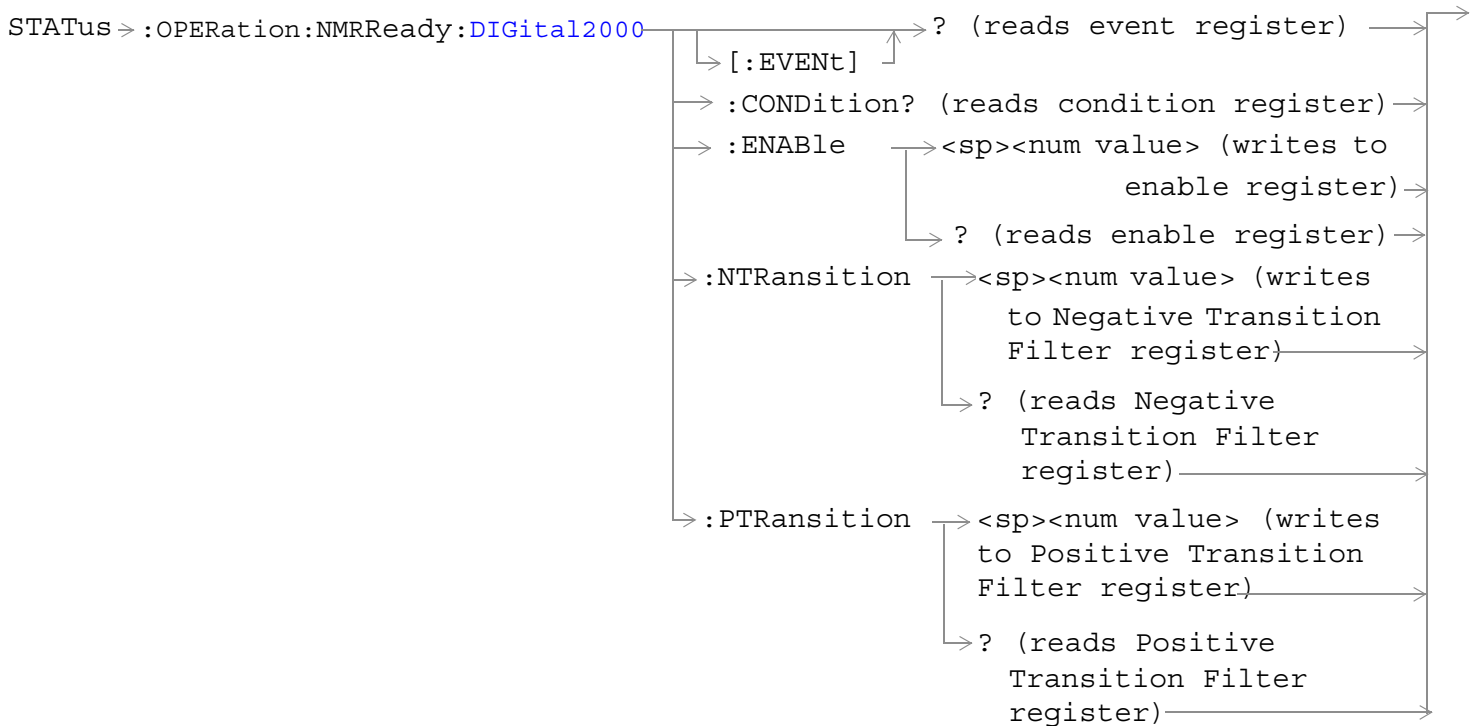 STATus :OPERation:NMRReady:DIGital2000 ? (reads event register)
[:EVENt]
:CONDition? (reads condition register)
:ENABle <sp><num value> (writes to
enable register)
? (reads enable register)
:NTRansition <sp><num value> (writes
to Negative Transition
Filter register)
? (reads Negative
Transition Filter
register)
:PTRansition <sp><num value> (writes
to Positive Transition
Filter register)
? (reads Positive
Transition Filter
register)